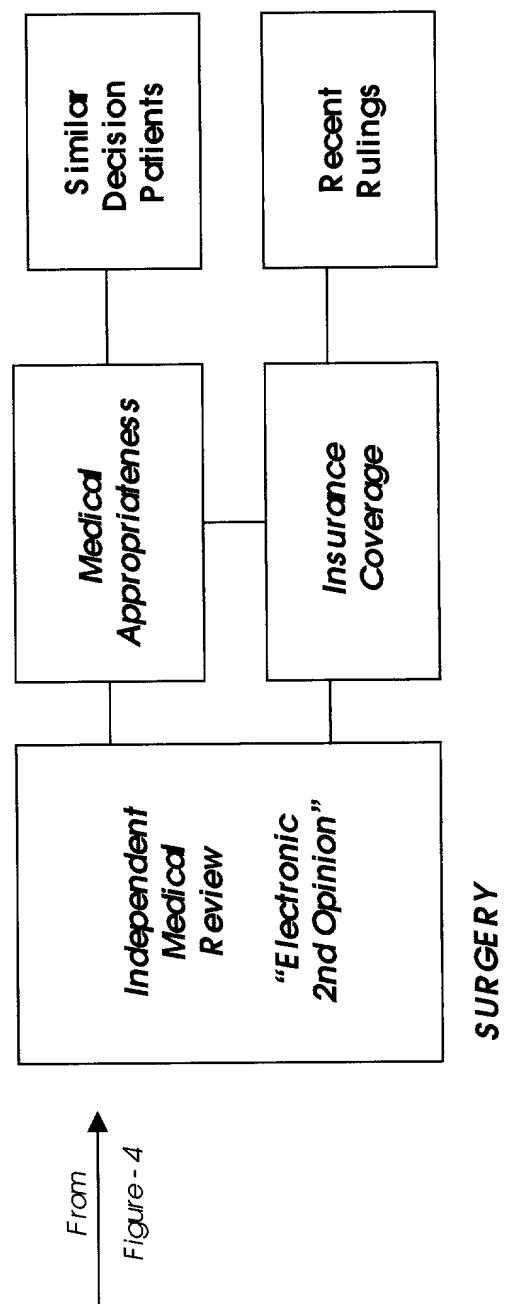 From
Figure - 4
Independent
Medical
Review
"Electronic
2nd Opinion"
SURGERY
Medical
Appropriateness
Insurance
Coverage
Similar
Decision
Patients
Recent
Rulings